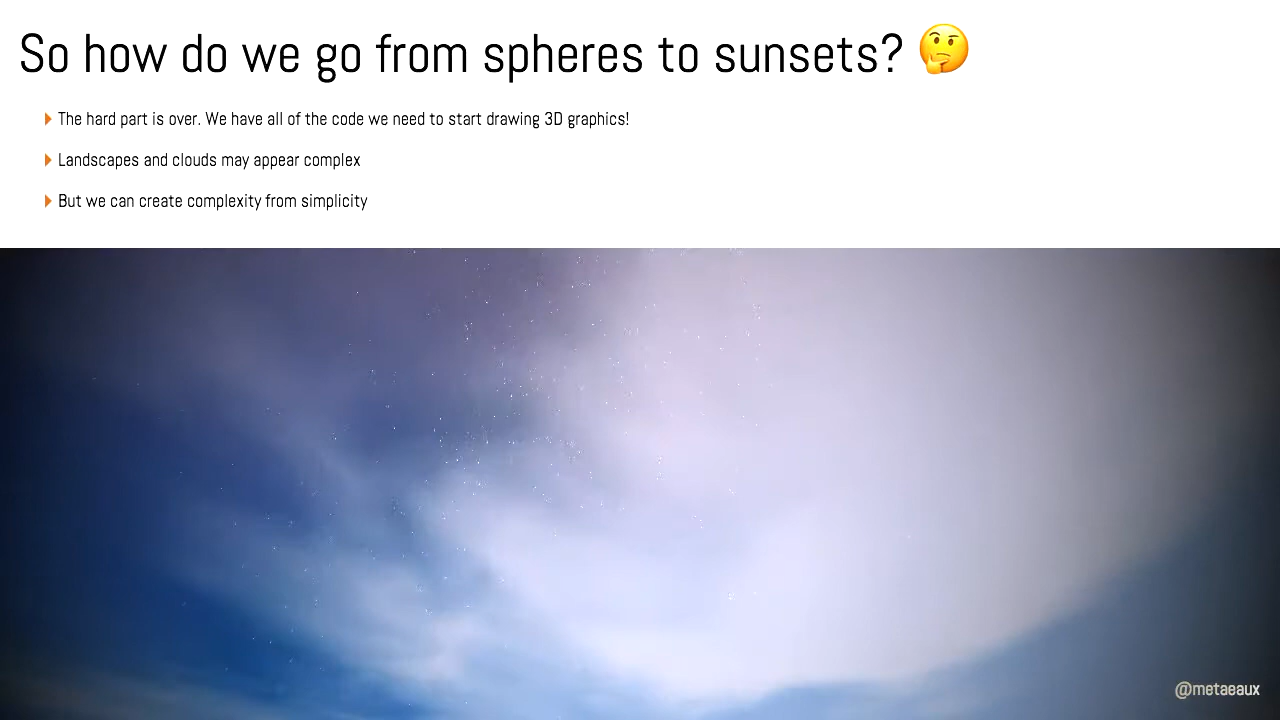 So how do we go from spheres to sunsets? 🤔
The hard part is over. We have all of the code we need to start drawing 3D graphics!
Landscapes and clouds may appear complex
But we can create complexity from simplicity
@metaeaux